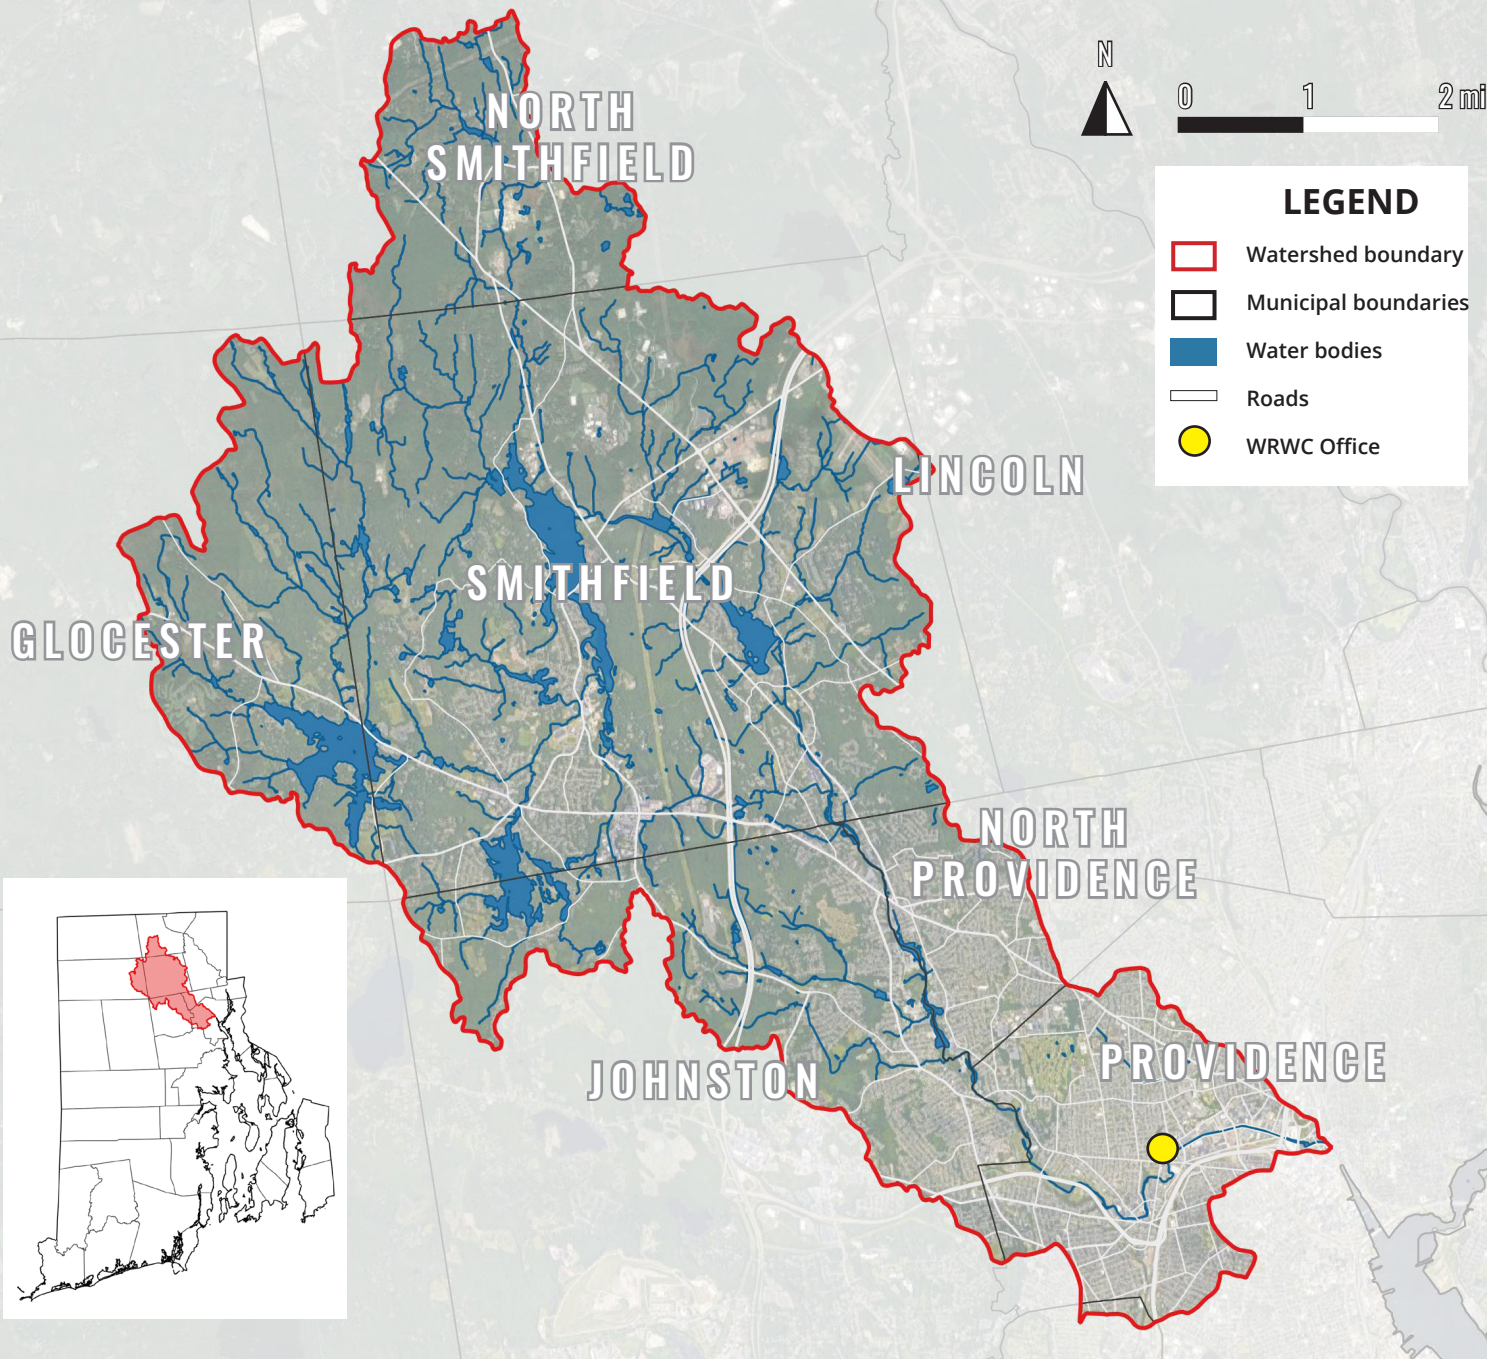 N
0 1 2 mi
LEGEND
Watershed boundary
Municipal boundaries
Water bodies
Roads
WRWC Office
NORTH
SMITHFIELD
LINCOLN
SMITHFIELD
GLOCESTER
NORTH
PROVIDENCE
JOHNSTON
PROVIDENCE